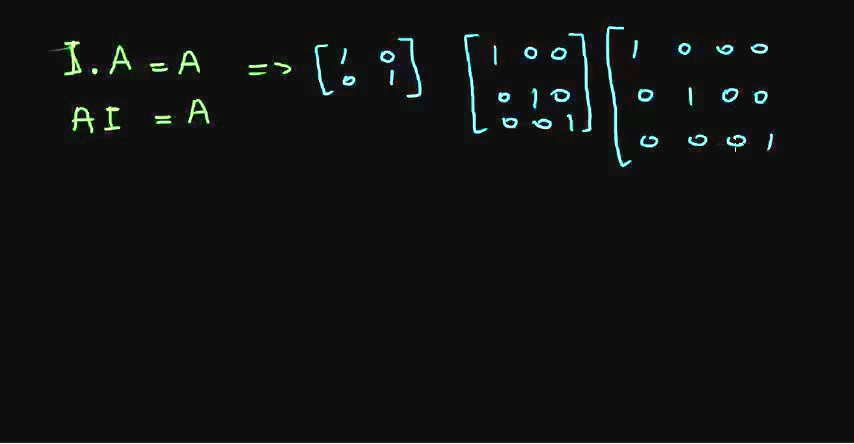 I . A = A => [ 1 0 [ 1 0 0 [ 1 0 0 0
0 1 ] 0 1 0 0 1 0 0
A I = A 0 0 1 ] 0 0 0 1